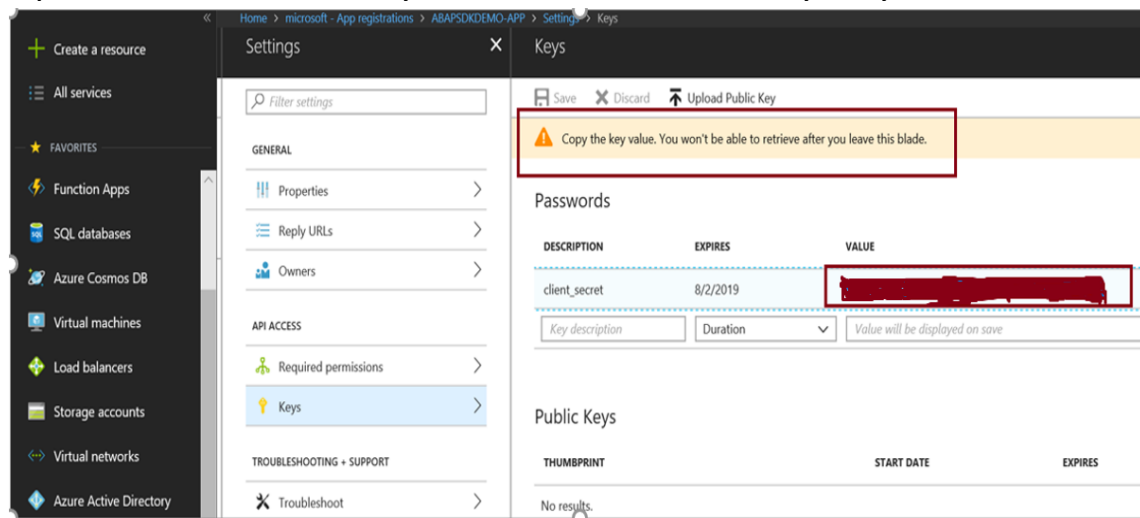 Home > microsoft - App registrations > ABAPSDKDEMO-APP > Settings > Keys
Create a resource
All services
FAVORITES
Function Apps
SQL databases
Azure Cosmos DB
Virtual machines
Load balancers
Storage accounts
Virtual networks
Azure Active Directory
Settings
Filter settings
GENERAL
Properties
Reply URLs
Owners
API ACCESS
Required permissions
Keys
TROUBLESHOOTING + SUPPORT
Troubleshoot
Keys
Save Discard Upload Public Key
Copy the key value. You won't be able to retrieve after you leave this blade.
Passwords
DESCRIPTION EXPIRES VALUE
client_secret 8/2/2019
Key description Duration Value will be displayed on save
Public Keys
THUMBPRINT START DATE EXPIRES
No results.